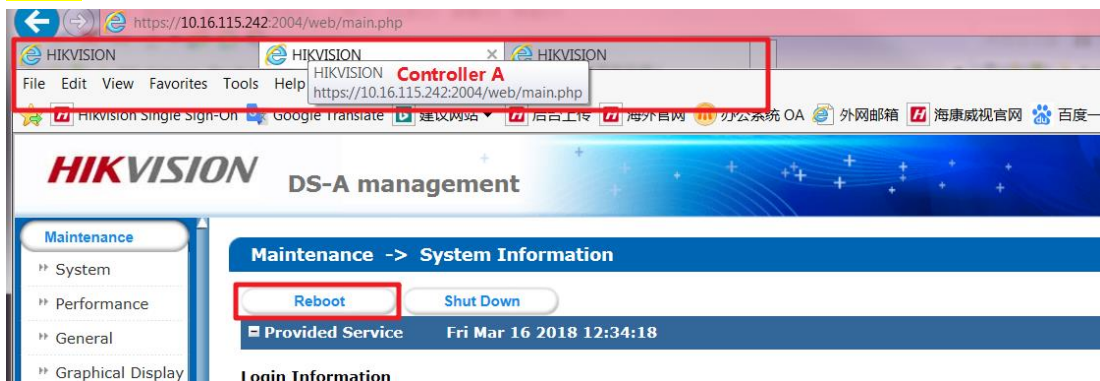 https://10.16.115.242:2004/web/main.php
HIKVISION HIKVISION × HIKVISION
File Edit View Favorites Tools Help
HIKVISION Controller A
https://10.16.115.242:2004/web/main.php
Hikvision Single Sign-On Google Translate 建议网站 后台上传 海外官网 办公系统 OA 外网邮箱 海康威视官网 百度一
HIKVISION DS-A management
Maintenance
System
Performance
General
Graphical Display
Maintenance -> System Information
Reboot Shut Down
Provided Service Fri Mar 16 2018 12:34:18
Login Information